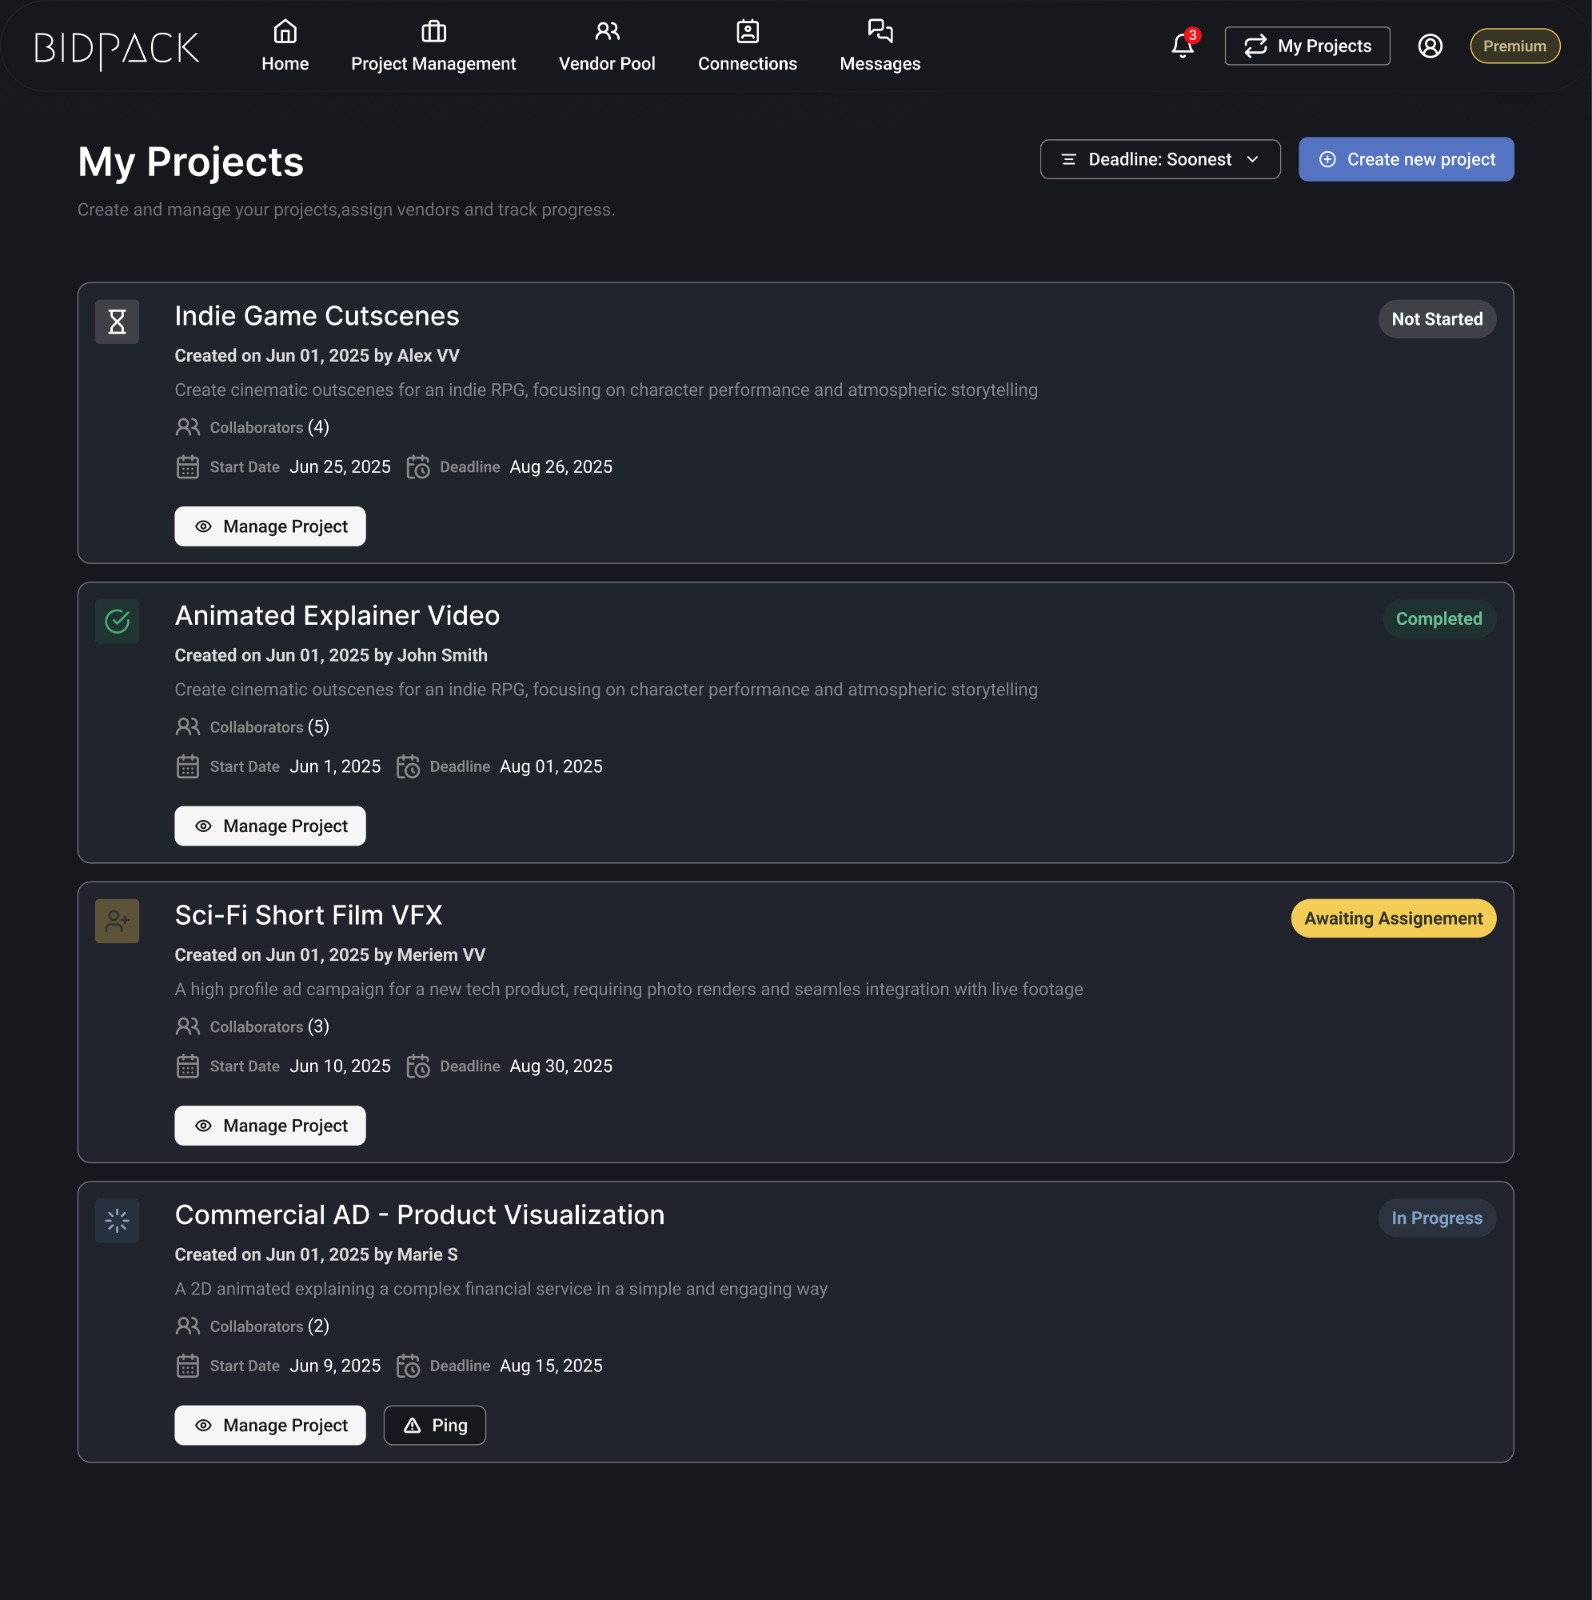 BIDPACK
Home
Project Management
Vendor Pool
Connections
Messages
3
My Projects
Premium
My Projects
Deadline: Soonest
Create new project
Create and manage your projects,assign vendors and track progress.
Indie Game Cutscenes
Not Started
Created on Jun 01, 2025 by Alex VV
Create cinematic outscenes for an indie RPG, focusing on character performance and atmospheric storytelling
Collaborators (4)
Start Date Jun 25, 2025 Deadline Aug 26, 2025
Manage Project
Animated Explainer Video
Completed
Created on Jun 01, 2025 by John Smith
Create cinematic outscenes for an indie RPG, focusing on character performance and atmospheric storytelling
Collaborators (5)
Start Date Jun 1, 2025 Deadline Aug 01, 2025
Manage Project
Sci-Fi Short Film VFX
Awaiting Assignement
Created on Jun 01, 2025 by Meriem VV
A high profile ad campaign for a new tech product, requiring photo renders and seamles integration with live footage
Collaborators (3)
Start Date Jun 10, 2025 Deadline Aug 30, 2025
Manage Project
Commercial AD - Product Visualization
In Progress
Created on Jun 01, 2025 by Marie S
A 2D animated explaining a complex financial service in a simple and engaging way
Collaborators (2)
Start Date Jun 9, 2025 Deadline Aug 15, 2025
Manage Project
Ping